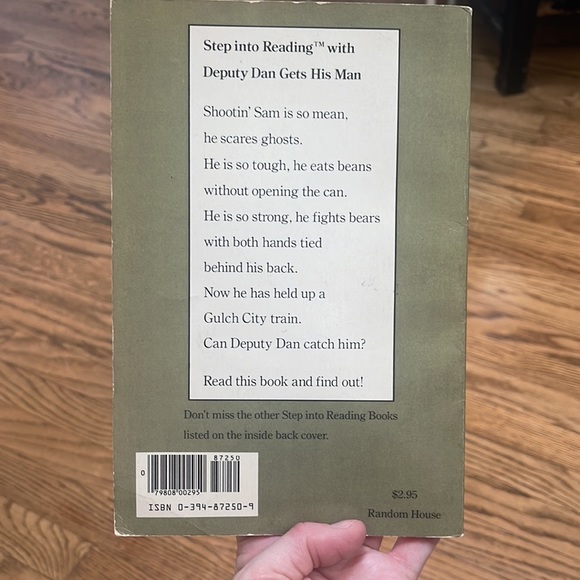 Step into Reading™ with
Deputy Dan Gets His Man
Shootin' Sam is so mean,
he scares ghosts.
He is so tough, he eats beans
without opening the can.
He is so strong, he fights bears
with both hands tied
behind his back.
Now he has held up a
Gulch City train.
Can Deputy Dan catch him?
Read this book and find out!
Don't miss the other Step into Reading Books
listed on the inside back cover.
87250
0
79808 00295
ISBN 0-394-87250-9
$2.95
Random House